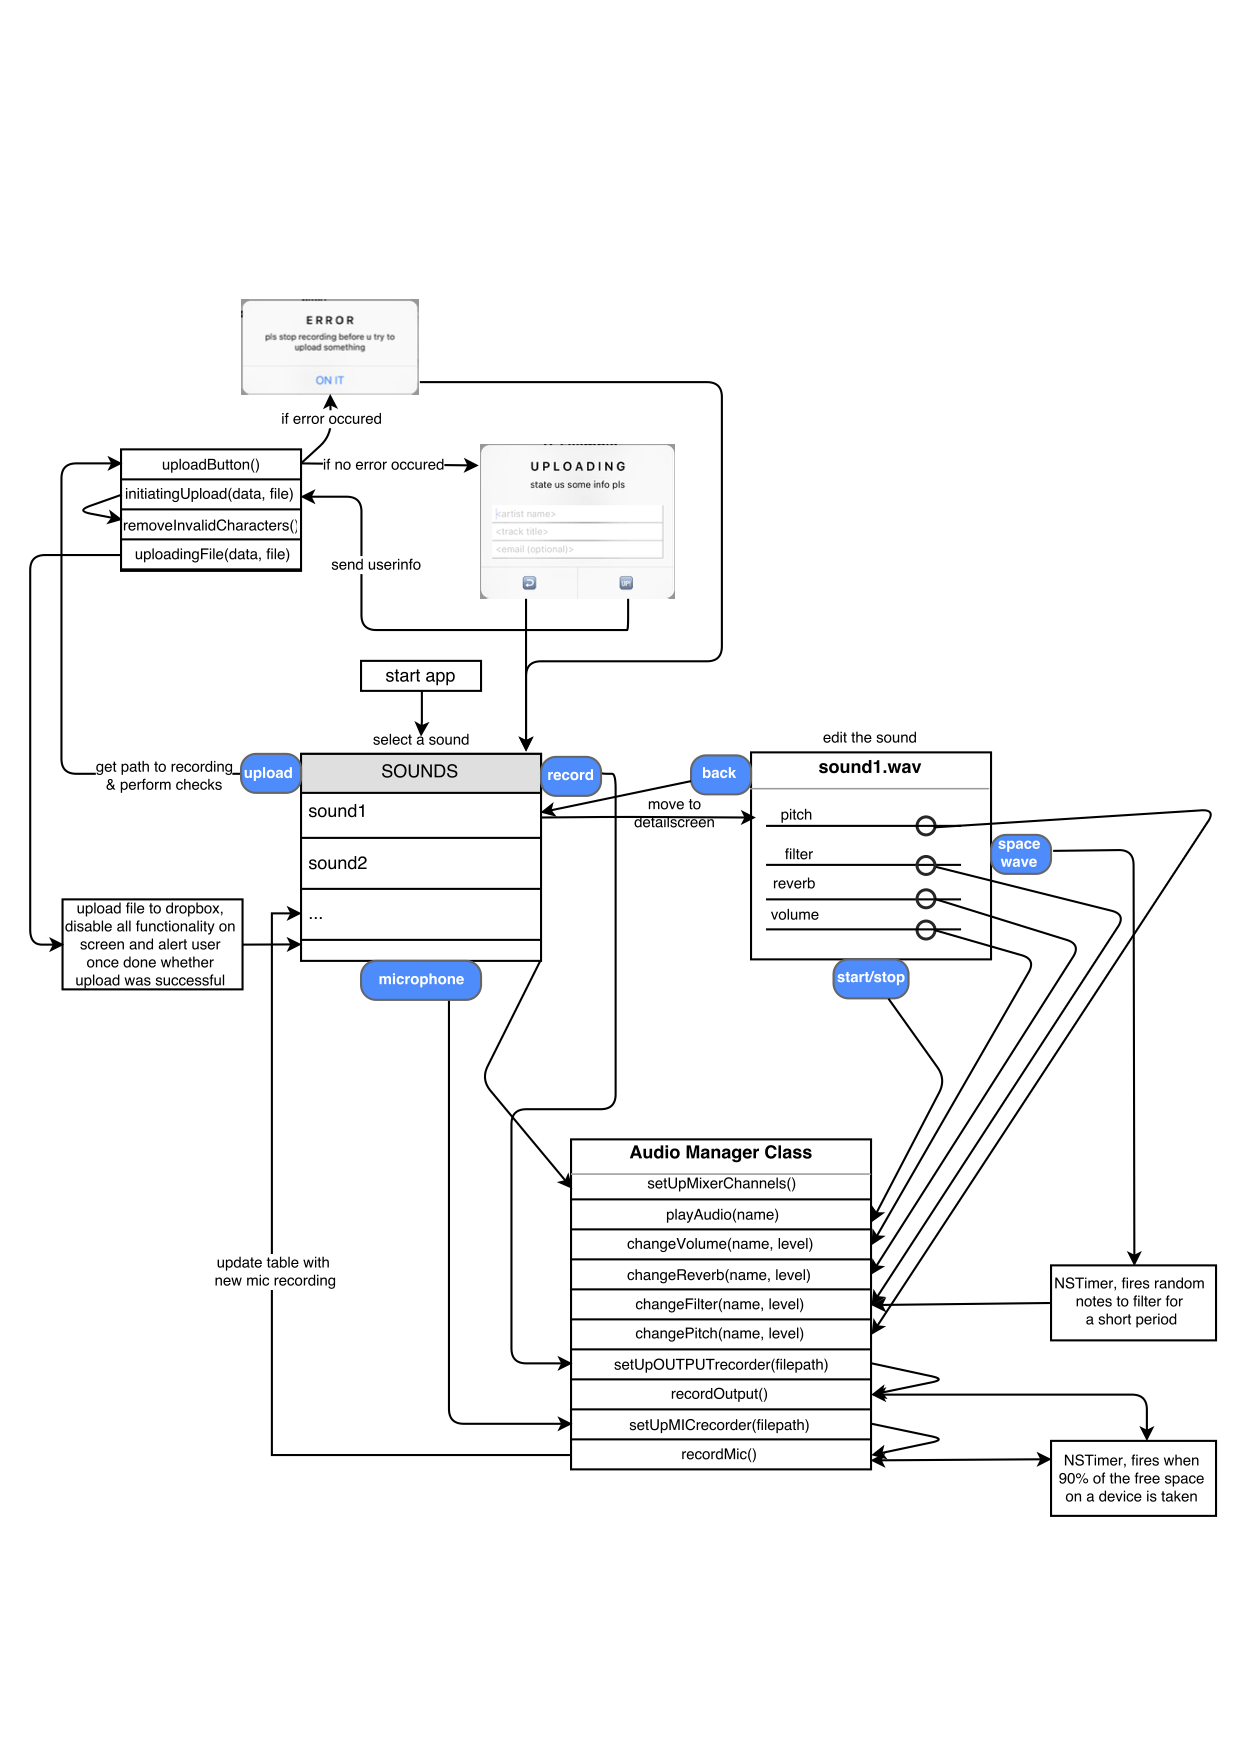 ERROR
pls stop recording before u try to
upload something
ON IT
if error occured
uploadButton()
initiatingUpload(data, file)
removeInvalidCharacters()
uploadingFile(data, file)
if no error occured
UPLOADING
state us some info pls
<artist name>
<track title>
<email (optional)>
UP!
send userinfo
start app
select a sound
get path to recording
& perform checks
upload
SOUNDS
record
sound1
sound2
...
microphone
back
move to
detailscreen
edit the sound
sound1.wav
pitch
filter
reverb
volume
space
wave
start/stop
upload file to dropbox,
disable all functionality on
screen and alert user
once done whether
upload was successful
Audio Manager Class
setUpMixerChannels()
playAudio(name)
changeVolume(name, level)
changeReverb(name, level)
changeFilter(name, level)
changePitch(name, level)
setUpOUTPUTrecorder(filepath)
recordOutput()
setUpMICrecorder(filepath)
recordMic()
update table with
new mic recording
NSTimer, fires random
notes to filter for
a short period
NSTimer, fires when
90% of the free space
on a device is taken